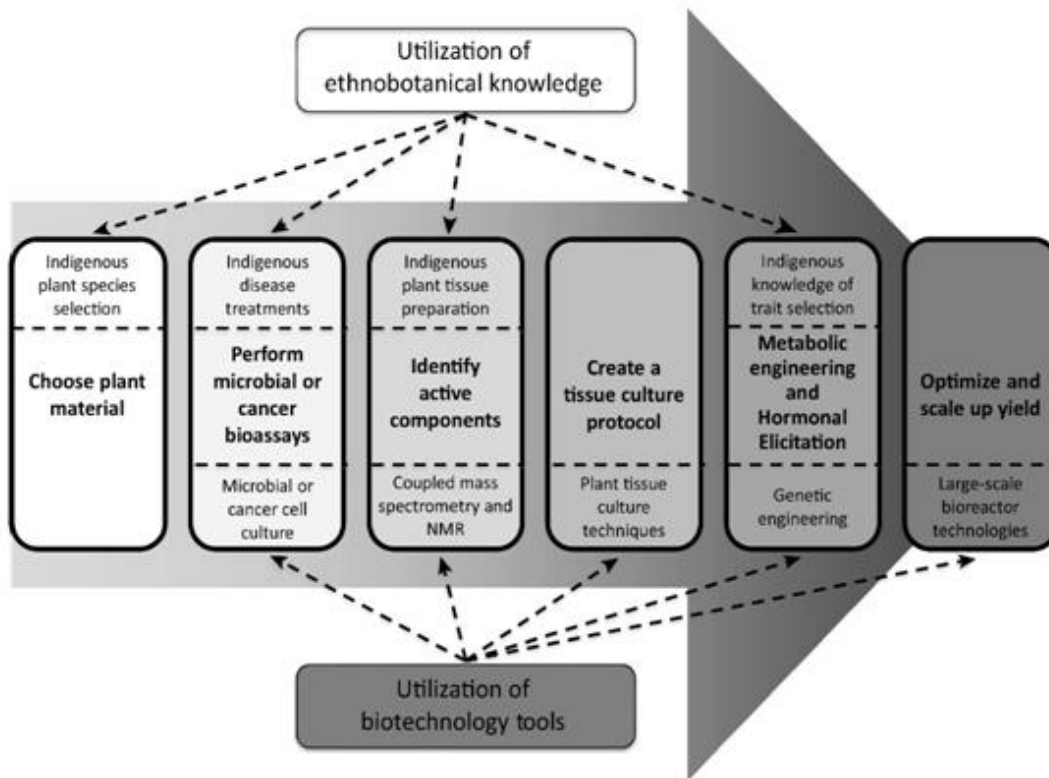 Utilization of
ethnobotanical knowledge
Indigenous
plant species
selection
Choose plant
material
Indigenous
disease
treatments
Perform
microbial or
cancer
bioassays
Microbial or
cancer cell
culture
Indigenous
plant tissue
preparation
Identify
active
components
Coupled mass
spectrometry and
NMR
Create a
tissue culture
protocol
Plant tissue
culture
techniques
Indigenous
knowledge of
trait selection
Metabolic
engineering
and
Hormonal
Elicitation
Genetic
engineering
Optimize and
scale up yield
Large-scale
bioreactor
technologies
Utilization of
biotechnology tools